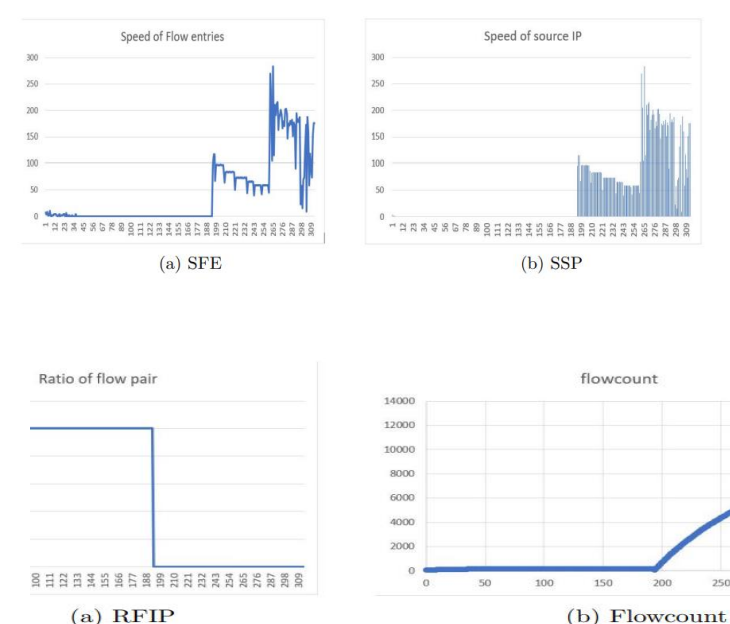 Speed of Flow entries
300
250
200
150
100
50
0
1 12 23 34 45 56 67 78 89 100 111 122 133 144 155 166 177 188 199 210 221 232 243 254 265 276 287 298 309
(a) SFE
Speed of source IP
300
250
200
150
100
50
0
1 12 23 34 45 56 67 78 89 100 111 122 133 144 155 166 177 188 199 210 221 232 243 254 265 276 287 298 309
(b) SSP
Ratio of flow pair
100 111 122 133 144 155 166 177 188 199 210 221 232 243 254 265 276 287 298 309
(a) RFIP
flowcount
14000
12000
10000
8000
6000
4000
2000
0
0 50 100 150 200 250
(b) Flowcount